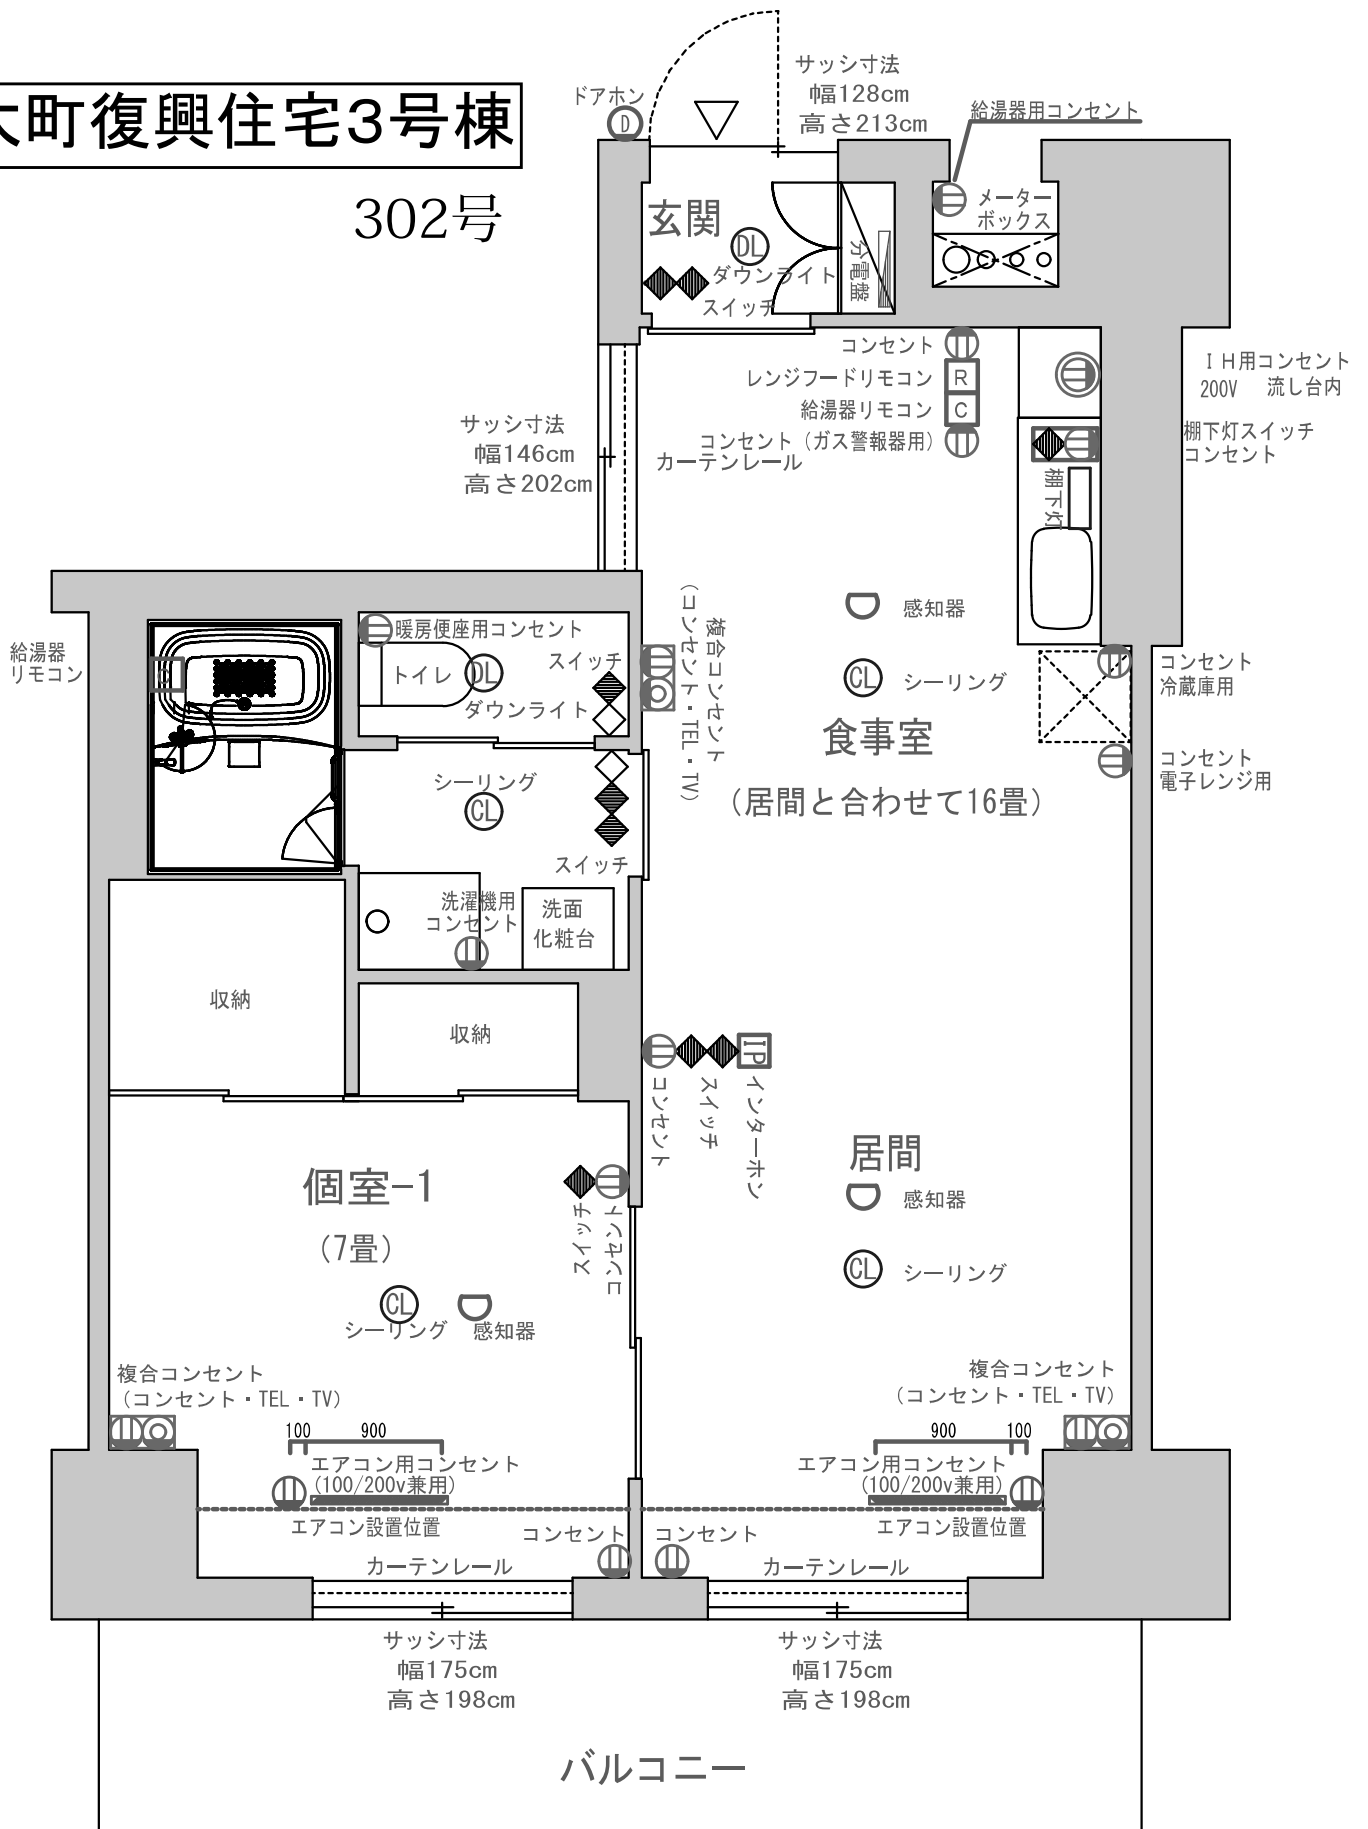 大町復興住宅3号棟
302号
ドアホン
D
サッシ寸法
幅128cm
高さ213cm
給湯器用コンセント
メーター
ボックス
玄関
DL
ダウンライト
スイッチ
分電盤
コンセント
レンジフードリモコン
R
給湯器リモコン
C
コンセント（ガス警報器用）
カーテンレール
ＩＨ用コンセント
200V　流し台内
棚下灯スイッチ
コンセント
棚下灯
サッシ寸法
幅146cm
高さ202cm
給湯器
リモコン
暖房便座用コンセント
トイレ
DL
スイッチ
ダウンライト
複合コンセント
（コンセント・TEL・TV）
感知器
CL
シーリング
食事室
（居間と合わせて16畳）
コンセント
冷蔵庫用
コンセント
電子レンジ用
シーリング
CL
スイッチ
洗濯機用
コンセント
洗面
化粧台
収納
収納
コンセント
スイッチ
IP
インターホン
居間
感知器
CL
シーリング
個室−1
（7畳）
スイッチ
コンセント
CL
シーリング
感知器
複合コンセント
（コンセント・TEL・TV）
100
900
エアコン用コンセント
(100/200v兼用)
エアコン設置位置
コンセント
カーテンレール
複合コンセント
（コンセント・TEL・TV）
900
100
エアコン用コンセント
(100/200v兼用)
エアコン設置位置
コンセント
カーテンレール
サッシ寸法
幅175cm
高さ198cm
サッシ寸法
幅175cm
高さ198cm
バルコニー